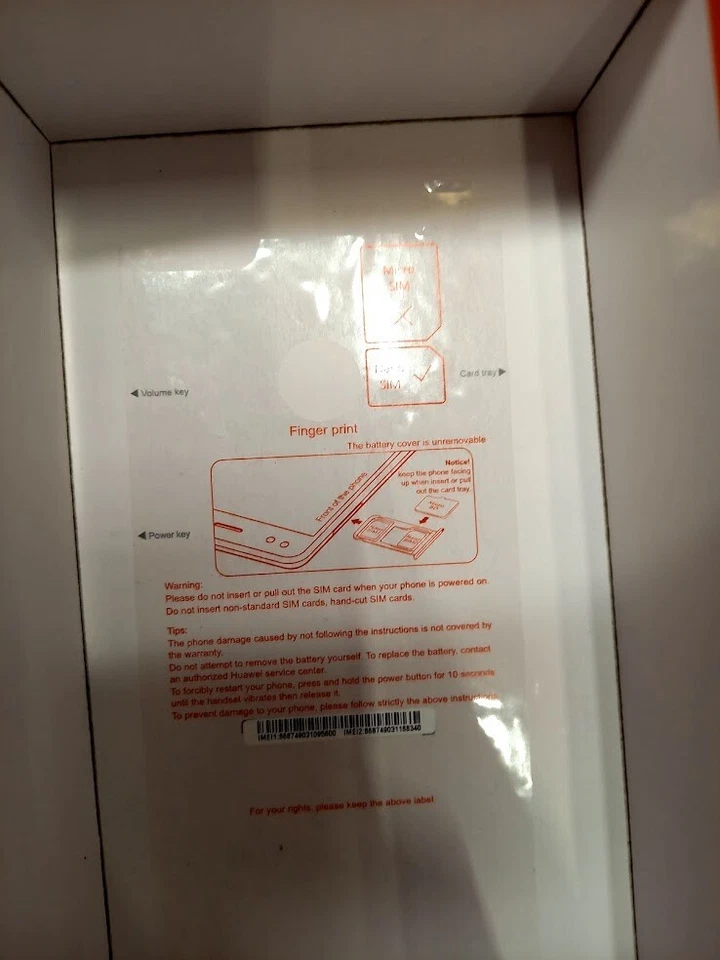 Micro
SIM
Nano
SIM
Card tray
Volume key
Finger print
The battery cover is unremovable
Notice!
keep the phone facing
up when insert or pull
out the card tray.
Front of the phone
Power key
Warning:
Please do not insert or pull out the SIM card when your phone is powered on.
Do not insert non-standard SIM cards, hand-cut SIM cards.
Tips:
The phone damage caused by not following the instructions is not covered by
the warranty.
Do not attempt to remove the battery yourself. To replace the battery, contact
an authorized Huawei service center.
To forcibly restart your phone, press and hold the power button for 10 seconds
until the handset vibrates then release it.
To prevent damage to your phone, please follow strictly the above instructions
IMEI1: IMEI2:
For your rights, please keep the above label